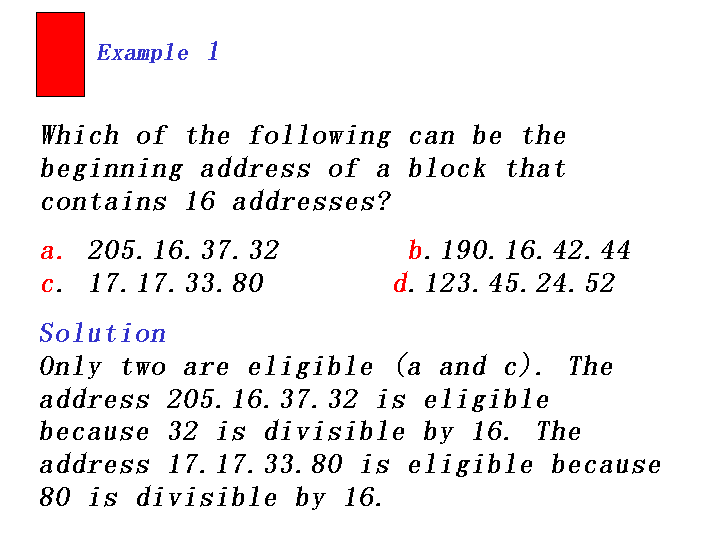 Example 1
Which of the following can be the
beginning address of a block that
contains 16 addresses?
a. 205.16.37.32 b.190.16.42.44
c. 17.17.33.80 d.123.45.24.52
Solution
Only two are eligible (a and c). The
address 205.16.37.32 is eligible
because 32 is divisible by 16. The
address 17.17.33.80 is eligible because
80 is divisible by 16.